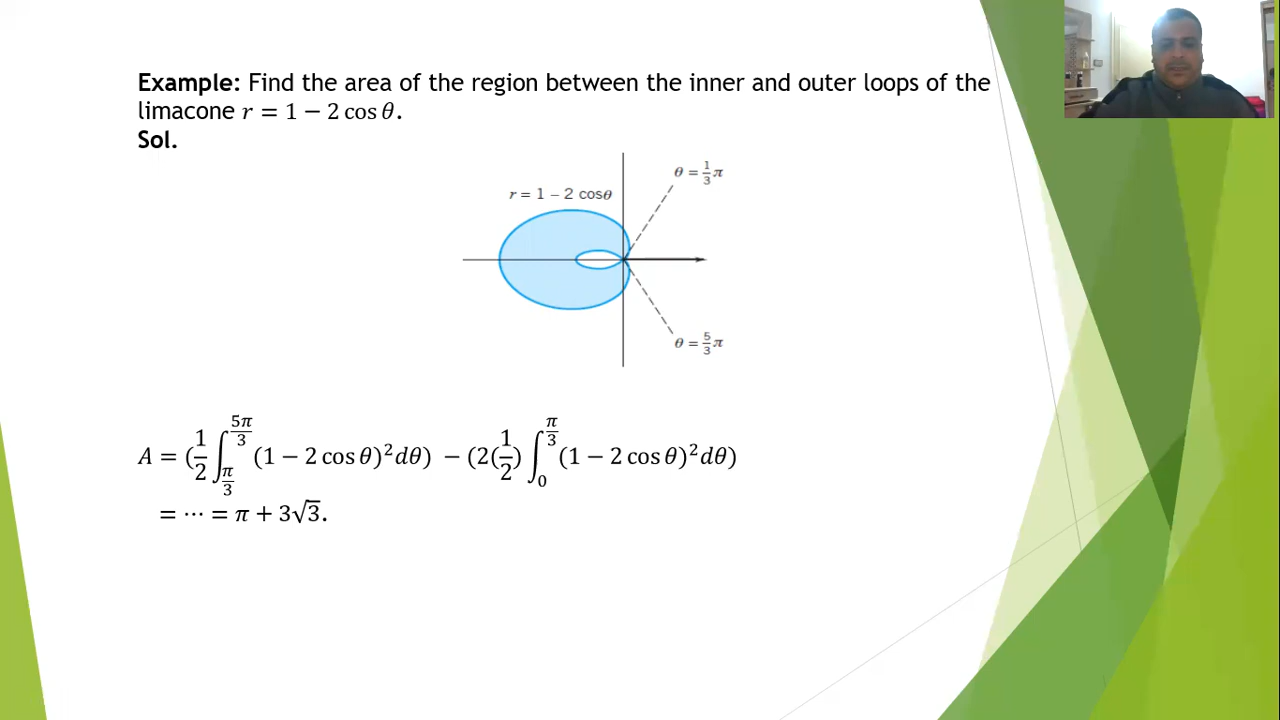 Example: Find the area of the region between the inner and outer loops of the
limacone r = 1 − 2 cos θ.
Sol.
θ = 1/3 π
r = 1 − 2 cosθ
θ = 5/3 π
A = (1/2 ∫_{π/3}^{5π/3} (1 − 2 cos θ)² dθ) − (2(1/2) ∫_0^{π/3} (1 − 2 cos θ)² dθ)
= ⋯ = π + 3√3.